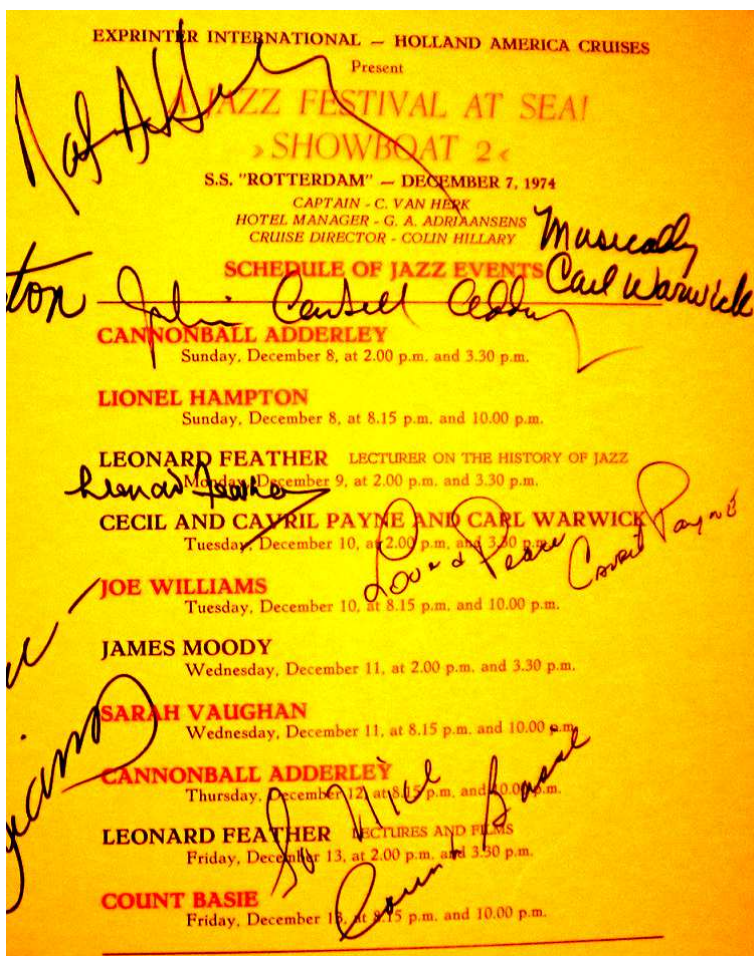 EXPRINTER INTERNATIONAL — HOLLAND AMERICA CRUISES
Present
A JAZZ FESTIVAL AT SEA!
» SHOWBOAT 2 «
S.S. "ROTTERDAM" — DECEMBER 7, 1974
CAPTAIN - C. VAN HERK
HOTEL MANAGER - G. A. ADRIAANSENS
CRUISE DIRECTOR - COLIN HILLARY
Musically
SCHEDULE OF JAZZ EVENTS
Carl Warwick
ton
CANNONBALL ADDERLEY
Sunday, December 8, at 2.00 p.m. and 3.30 p.m.
LIONEL HAMPTON
Sunday, December 8, at 8.15 p.m. and 10.00 p.m.
LEONARD FEATHER LECTURER ON THE HISTORY OF JAZZ
Monday, December 9, at 2.00 p.m. and 3.30 p.m.
Leonard Feather
CECIL AND CAVRIL PAYNE AND CARL WARWICK
Tuesday, December 10, at 2.00 p.m. and 3.30 p.m.
Love & Peace
Cavril Payne
JOE WILLIAMS
Tuesday, December 10, at 8.15 p.m. and 10.00 p.m.
JAMES MOODY
Wednesday, December 11, at 2.00 p.m. and 3.30 p.m.
SARAH VAUGHAN
Wednesday, December 11, at 8.15 p.m. and 10.00 p.m.
CANNONBALL ADDERLEY
Thursday, December 12, at 8.15 p.m. and 10.00 p.m.
LEONARD FEATHER LECTURES AND FILMS
Friday, December 13, at 2.00 p.m. and 3.30 p.m.
So Nice
Count Basie
COUNT BASIE
Friday, December 13, at 8.15 p.m. and 10.00 p.m.